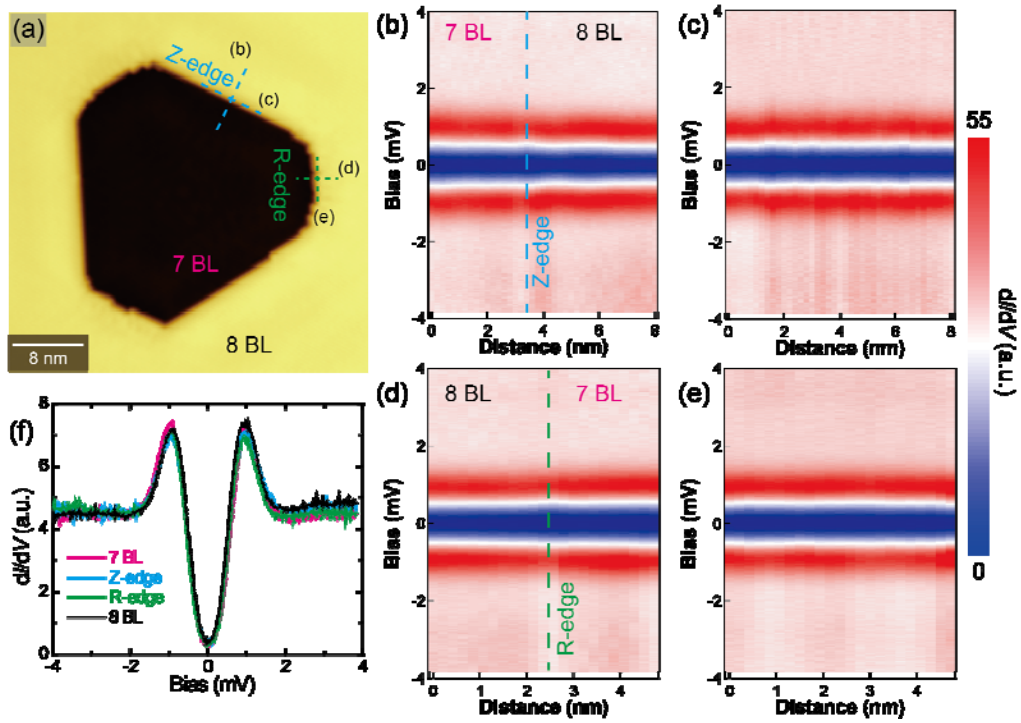 (a)
(b)
Z-edge
(c)
R-edge
(d)
(e)
7 BL
8 nm
8 BL
(b)
7 BL
8 BL
Z-edge
Bias (mV)
4
2
0
-2
-4
0
2
4
6
8
Distance (nm)
(c)
Bias (mV)
4
2
0
-2
-4
0
2
4
6
8
Distance (nm)
55
dI/dV (a.u.)
0
(d)
8 BL
7 BL
R-edge
Bias (mV)
4
2
0
-2
-4
0
1
2
3
4
Distance (nm)
(e)
Bias (mV)
4
2
0
-2
-4
0
1
2
3
4
Distance (nm)
(f)
dI/dV (a.u.)
8
6
4
2
0
7 BL
Z-edge
R-edge
8 BL
-4
-2
0
2
4
Bias (mV)